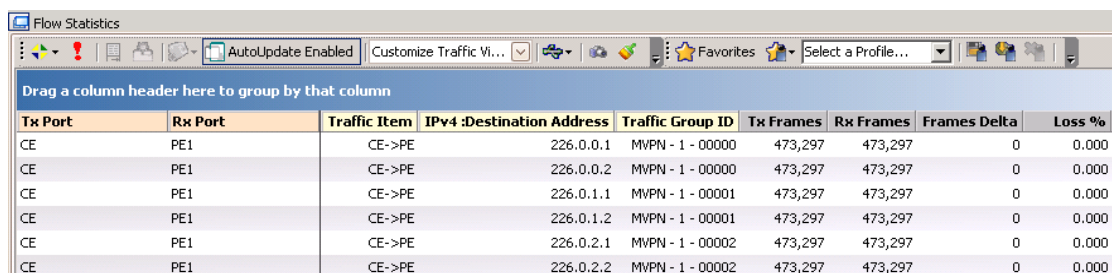 Flow Statistics
AutoUpdate Enabled Customize Traffic Vi... Favorites Select a Profile...
Drag a column header here to group by that column
Tx Port Rx Port Traffic Item IPv4 :Destination Address Traffic Group ID Tx Frames Rx Frames Frames Delta Loss %
CE PE1 CE->PE 226.0.0.1 MVPN - 1 - 00000 473,297 473,297 0 0.000
CE PE1 CE->PE 226.0.0.2 MVPN - 1 - 00000 473,297 473,297 0 0.000
CE PE1 CE->PE 226.0.1.1 MVPN - 1 - 00001 473,297 473,297 0 0.000
CE PE1 CE->PE 226.0.1.2 MVPN - 1 - 00001 473,297 473,297 0 0.000
CE PE1 CE->PE 226.0.2.1 MVPN - 1 - 00002 473,297 473,297 0 0.000
CE PE1 CE->PE 226.0.2.2 MVPN - 1 - 00002 473,297 473,297 0 0.000